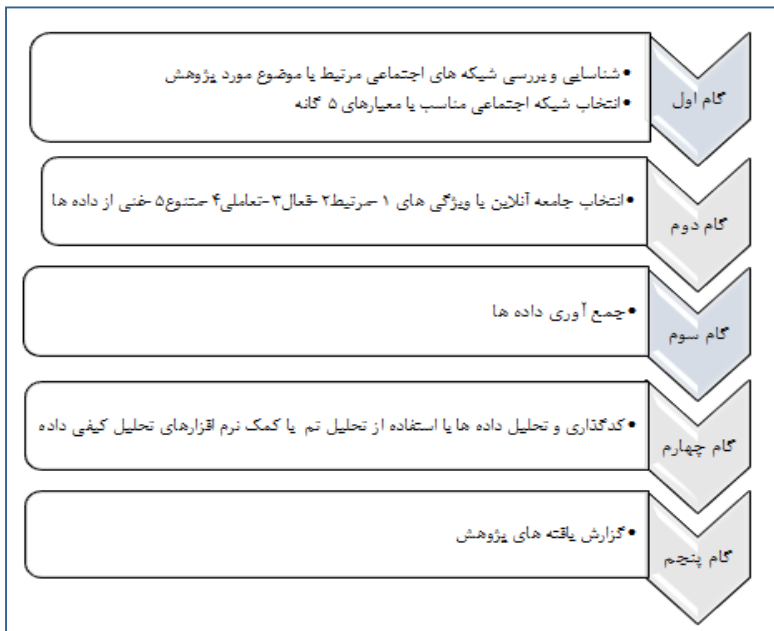 گام اول
•شناسایی و بررسی شبکه های اجتماعی مرتبط با موضوع مورد پژوهش
•انتخاب شبکه اجتماعی مناسب با معیارهای ۵ گانه
گام دوم
•انتخاب جامعه آنلاین با ویژگی های ۱-مرتبط۲-فعال۳-تعاملی۴-متنوع۵-غنی از داده ها
گام سوم
•جمع آوری داده ها
گام چهارم
•کدگذاری و تحلیل داده ها با استفاده از تحلیل تم با کمک نرم افزارهای تحلیل کیفی داده
گام پنجم
•گزارش یافته های پژوهش